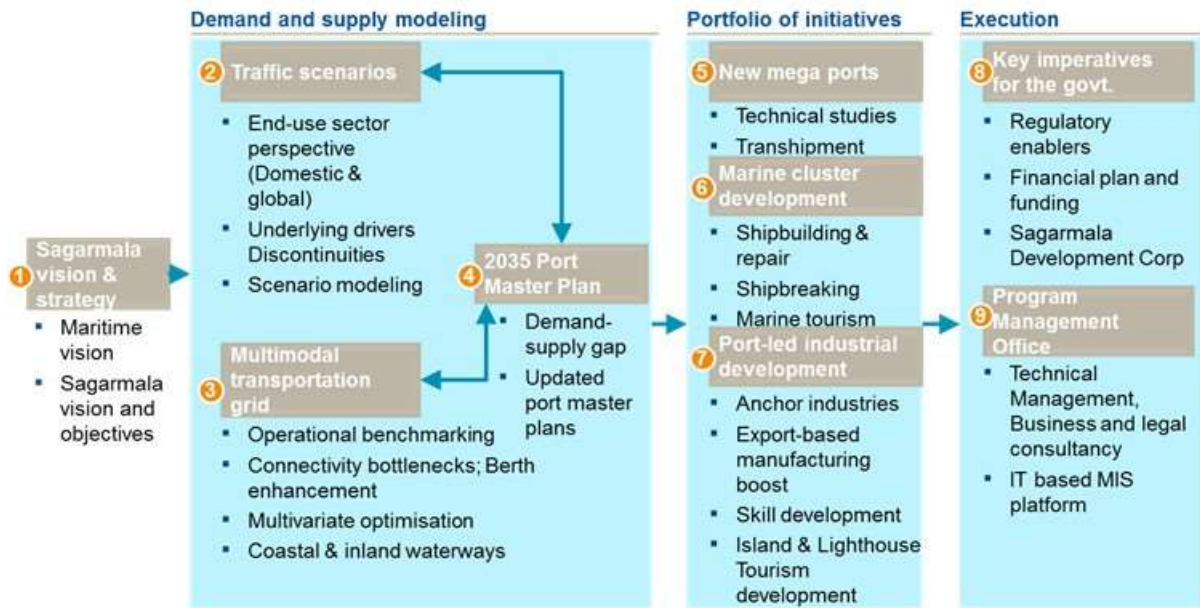 Demand and supply modeling
Portfolio of initiatives
Execution
1
Sagarmala
vision &
strategy
▪ Maritime
vision
▪ Sagarmala
vision and
objectives
2
Traffic scenarios
▪ End-use sector
perspective
(Domestic &
global)
▪ Underlying drivers
Discontinuities
▪ Scenario modeling
3
Multimodal
transportation
grid
▪ Operational benchmarking
▪ Connectivity bottlenecks; Berth
enhancement
▪ Multivariate optimisation
▪ Coastal & inland waterways
4
2035 Port
Master Plan
▪ Demand-
supply gap
▪ Updated
port master
plans
5
New mega ports
▪ Technical studies
▪ Transhipment
6
Marine cluster
development
▪ Shipbuilding &
repair
▪ Shipbreaking
▪ Marine tourism
7
Port-led industrial
development
▪ Anchor industries
▪ Export-based
manufacturing
boost
▪ Skill development
▪ Island & Lighthouse
Tourism
development
8
Key imperatives
for the govt.
▪ Regulatory
enablers
▪ Financial plan and
funding
▪ Sagarmala
Development Corp
9
Program
Management
Office
▪ Technical
Management,
Business and legal
consultancy
▪ IT based MIS
platform